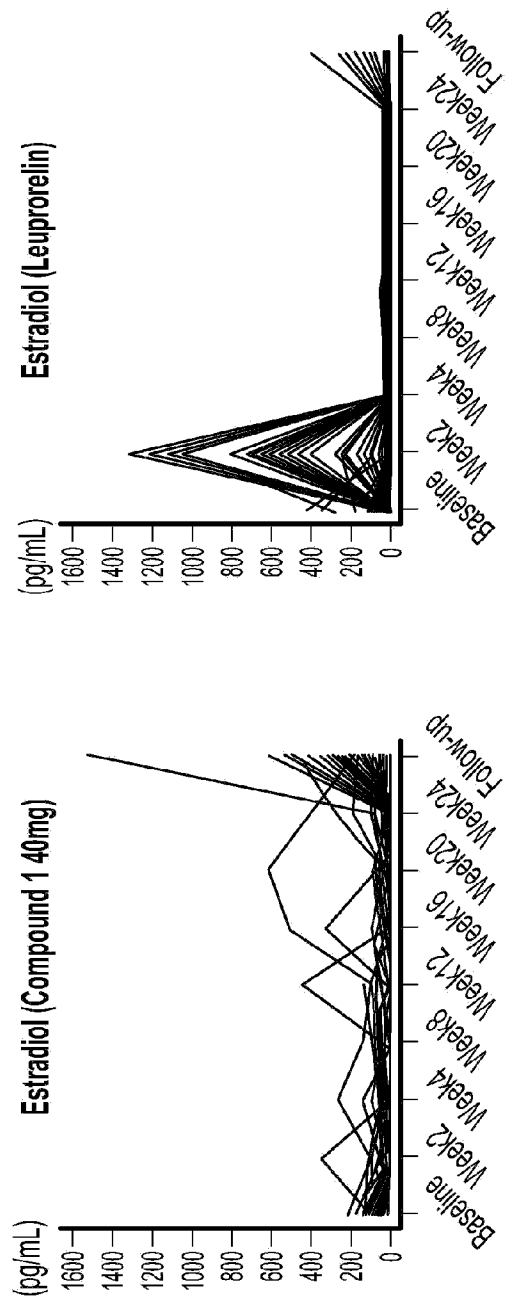 Estradiol (Leuprorelin)
(pg/mL)
1600
1400
1200
1000
800
600
400
200
0
Baseline
Week2
Week4
Week8
Week12
Week16
Week20
Week24
Follow-up
Estradiol (Compound 1 40mg)
(pg/mL)
1600
1400
1200
1000
800
600
400
200
0
Baseline
Week2
Week4
Week8
Week12
Week16
Week20
Week24
Follow-up